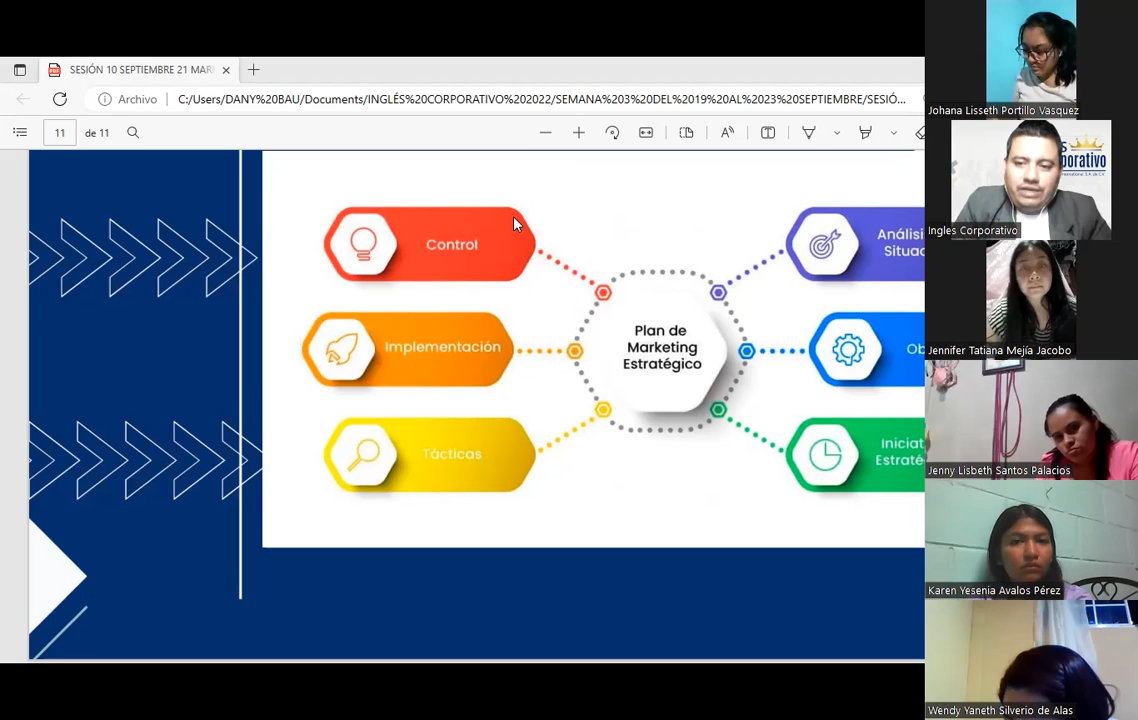 SESIÓN 10 SEPTIEMBRE 21 MAR
Archivo
C:/Users/DANY%20BAU/Documents/INGLÉS%20CORPORATIVO%202022/SEMANA%203%20DEL%2019%20AL%2023%20SEPTIEMBRE/SESIÓ...
11 de 11
Control
Implementación
Tácticas
Plan de
Marketing
Estratégico
Anális
Situa
Ob
Iniciat
Estraté
Johana Lisseth Portillo Vasquez
s
porativo
Ingles Corporativo
Jennifer Tatiana Mejía Jacobo
Jenny Lisbeth Santos Palacios
Karen Yesenia Avalos Pérez
Wendy Yaneth Silverio de Alas